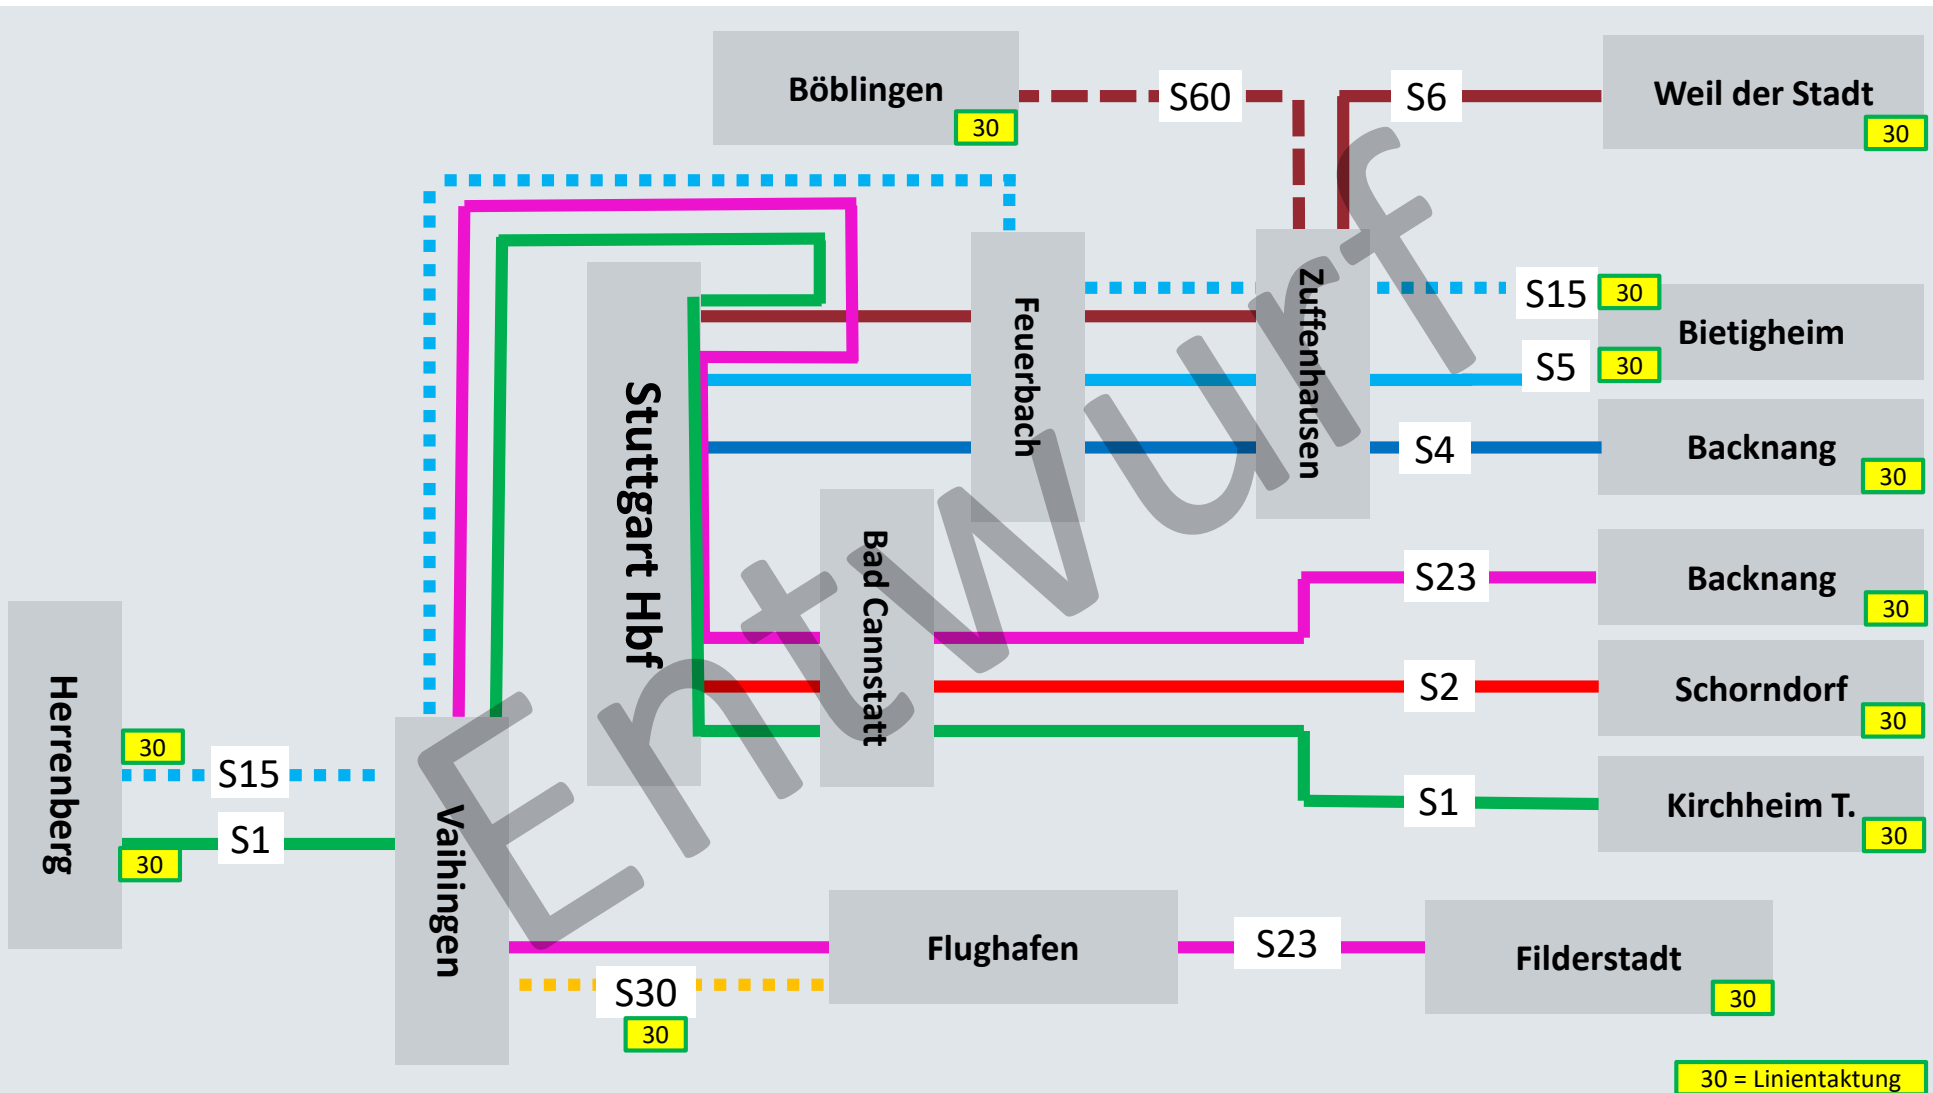 Böblingen
30
S60
S6
Weil der Stadt
30
S15
30
Bietigheim
S5
30
Feuerbach
Zuffenhausen
Stuttgart Hbf
S4
Backnang
30
Bad Cannstatt
S23
Backnang
30
S2
Schorndorf
30
S1
Kirchheim T.
30
Herrenberg
30
S15
S1
30
Vaihingen
Flughafen
S23
Filderstadt
30
S30
30
Entwurf
30 = Linientaktung